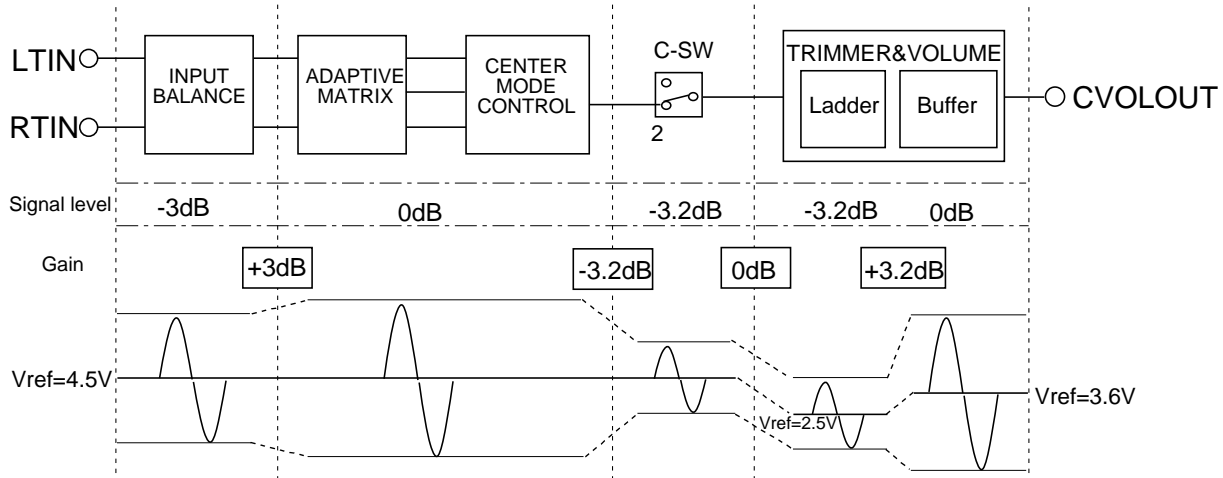 LTIN
RTIN
INPUT
BALANCE
ADAPTIVE
MATRIX
CENTER
MODE
CONTROL
C-SW
2
TRIMMER&VOLUME
Ladder
Buffer
CVOLOUT
Signal level
-3dB
0dB
-3.2dB
-3.2dB
0dB
Gain
+3dB
-3.2dB
0dB
+3.2dB
Vref=4.5V
Vref=2.5V
Vref=3.6V